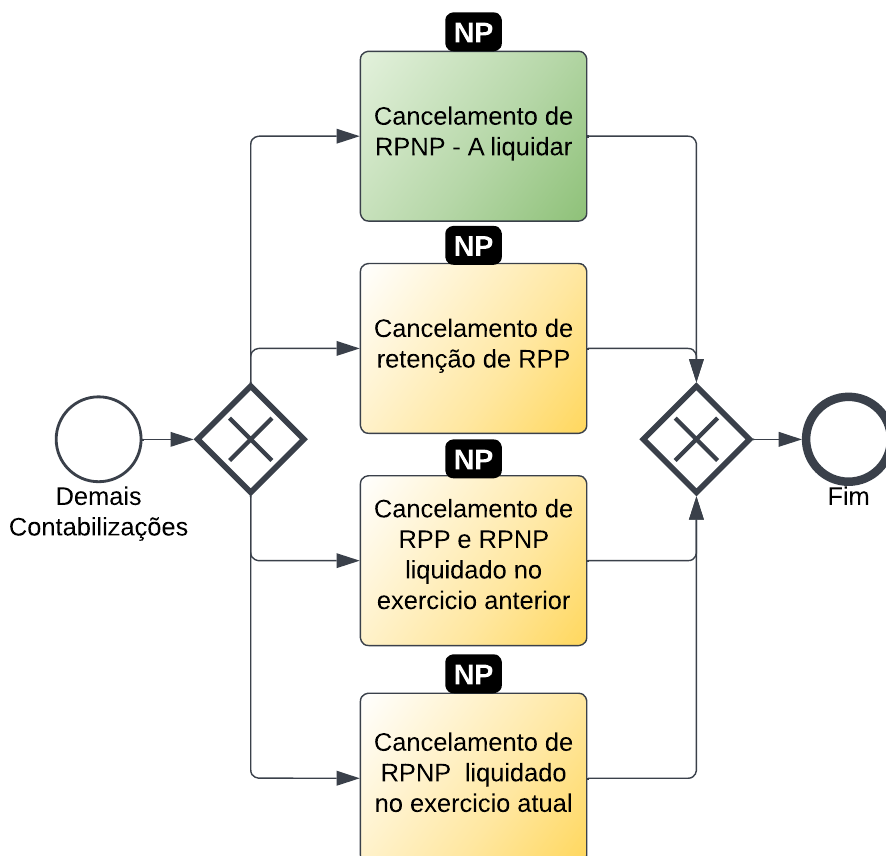 NP
Cancelamento de
RPNP - A liquidar
NP
Cancelamento de
retenção de RPP
Demais
Contabilizações
NP
Cancelamento de
RPP e RPNP
liquidado no
exercicio anterior
Fim
NP
Cancelamento de
RPNP  liquidado
no exercicio atual